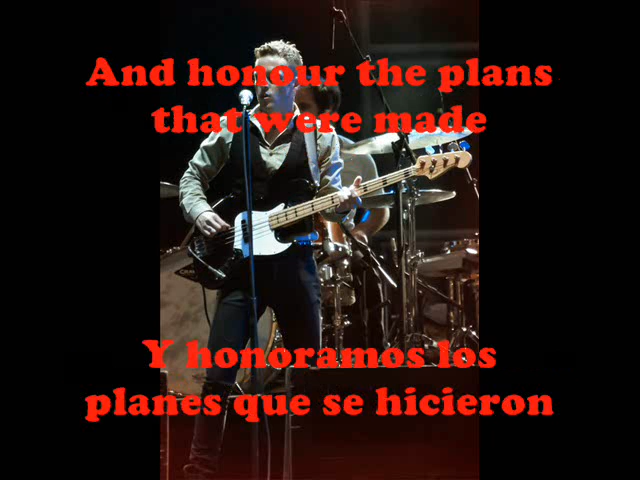 And honour the plans
that were made
Y honoramos los
planes que se hicieron